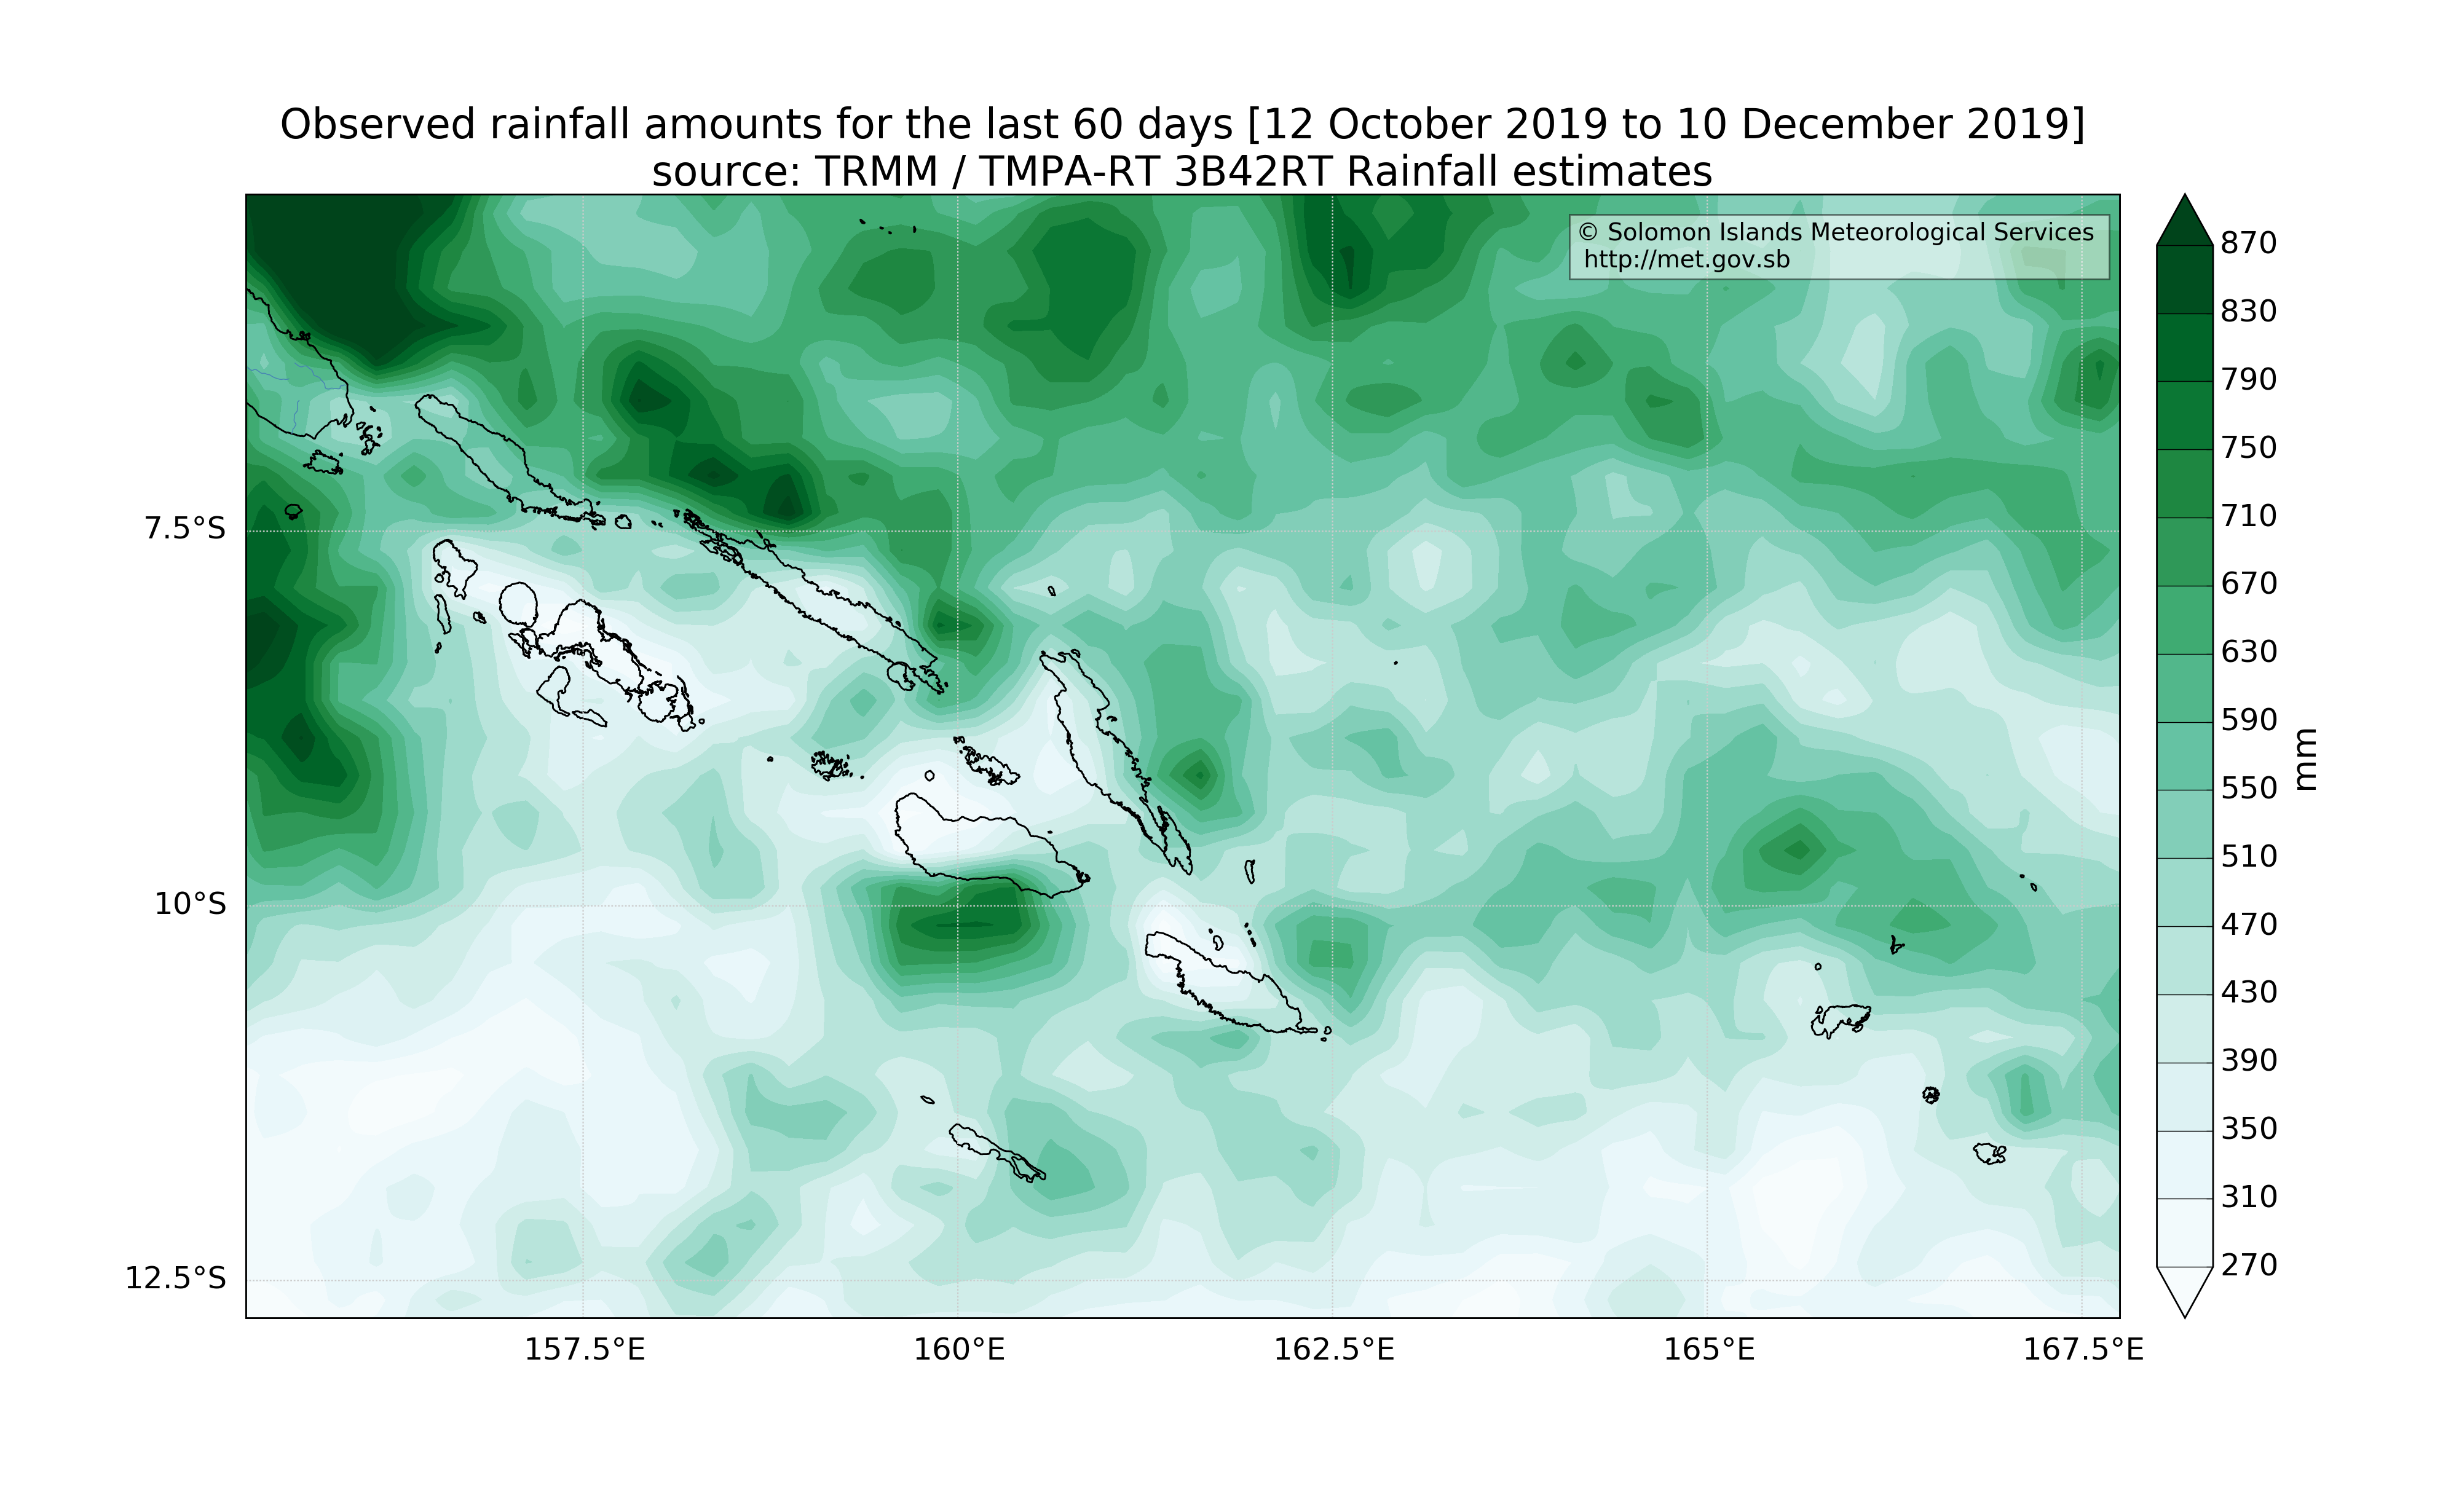 Observed rainfall amounts for the last 60 days [12 October 2019 to 10 December 2019]
source: TRMM / TMPA-RT 3B42RT Rainfall estimates
© Solomon Islands Meteorological Services
http://met.gov.sb
7.5°S
10°S
12.5°S
157.5°E
160°E
162.5°E
165°E
167.5°E
870
830
790
750
710
670
630
590
550
510
470
430
390
350
310
270
mm